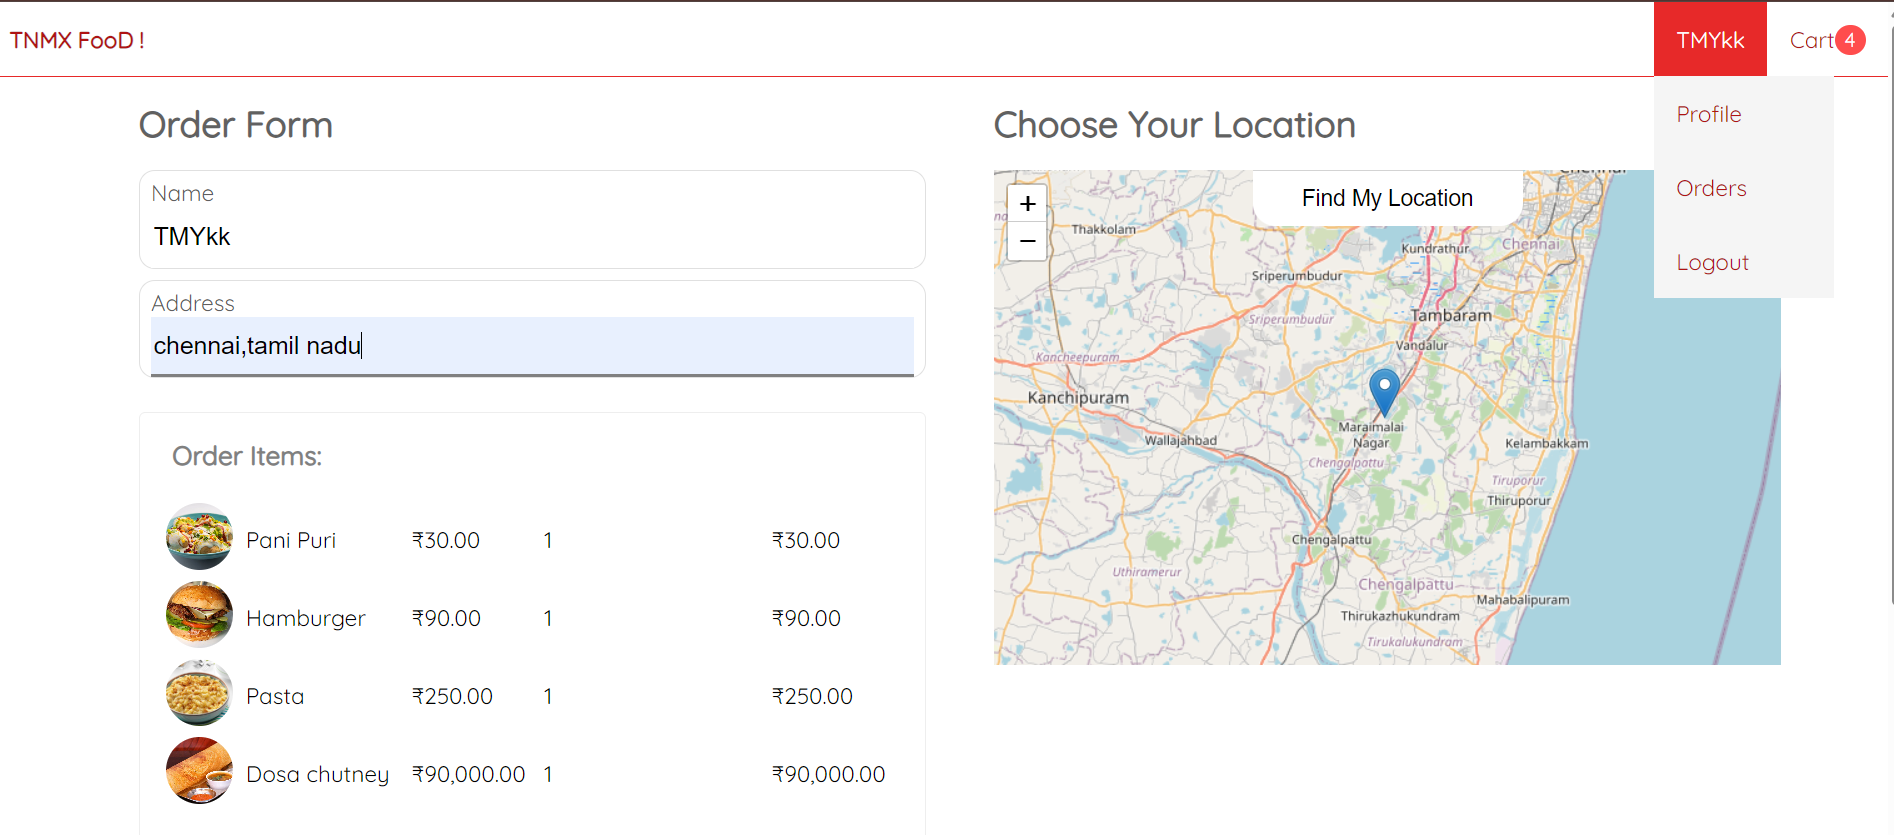 TNMX FooD !
TMYkk
Cart 4
Profile
Orders
Logout
Order Form
Name
TMYkk
Address
chennai,tamil nadu
Order Items:
Pani Puri ₹30.00 1 ₹30.00
Hamburger ₹90.00 1 ₹90.00
Pasta ₹250.00 1 ₹250.00
Dosa chutney ₹90,000.00 1 ₹90,000.00
Choose Your Location
+
−
Find My Location
Thakkolam
Kundrathur
Chennai
Sriperumbudur
Sriperumbudur
Tambaram
Vandalur
Kancheepuram
Kanchipuram
Maraimalai
Nagar
Wallajahbad
Kelambakkam
Chengalpattu
Tiruporur
Thiruporur
Chengalpattu
Uthiramerur
Chengalpattu
Mahabalipuram
Thirukazhukundram
Tirukalukundram